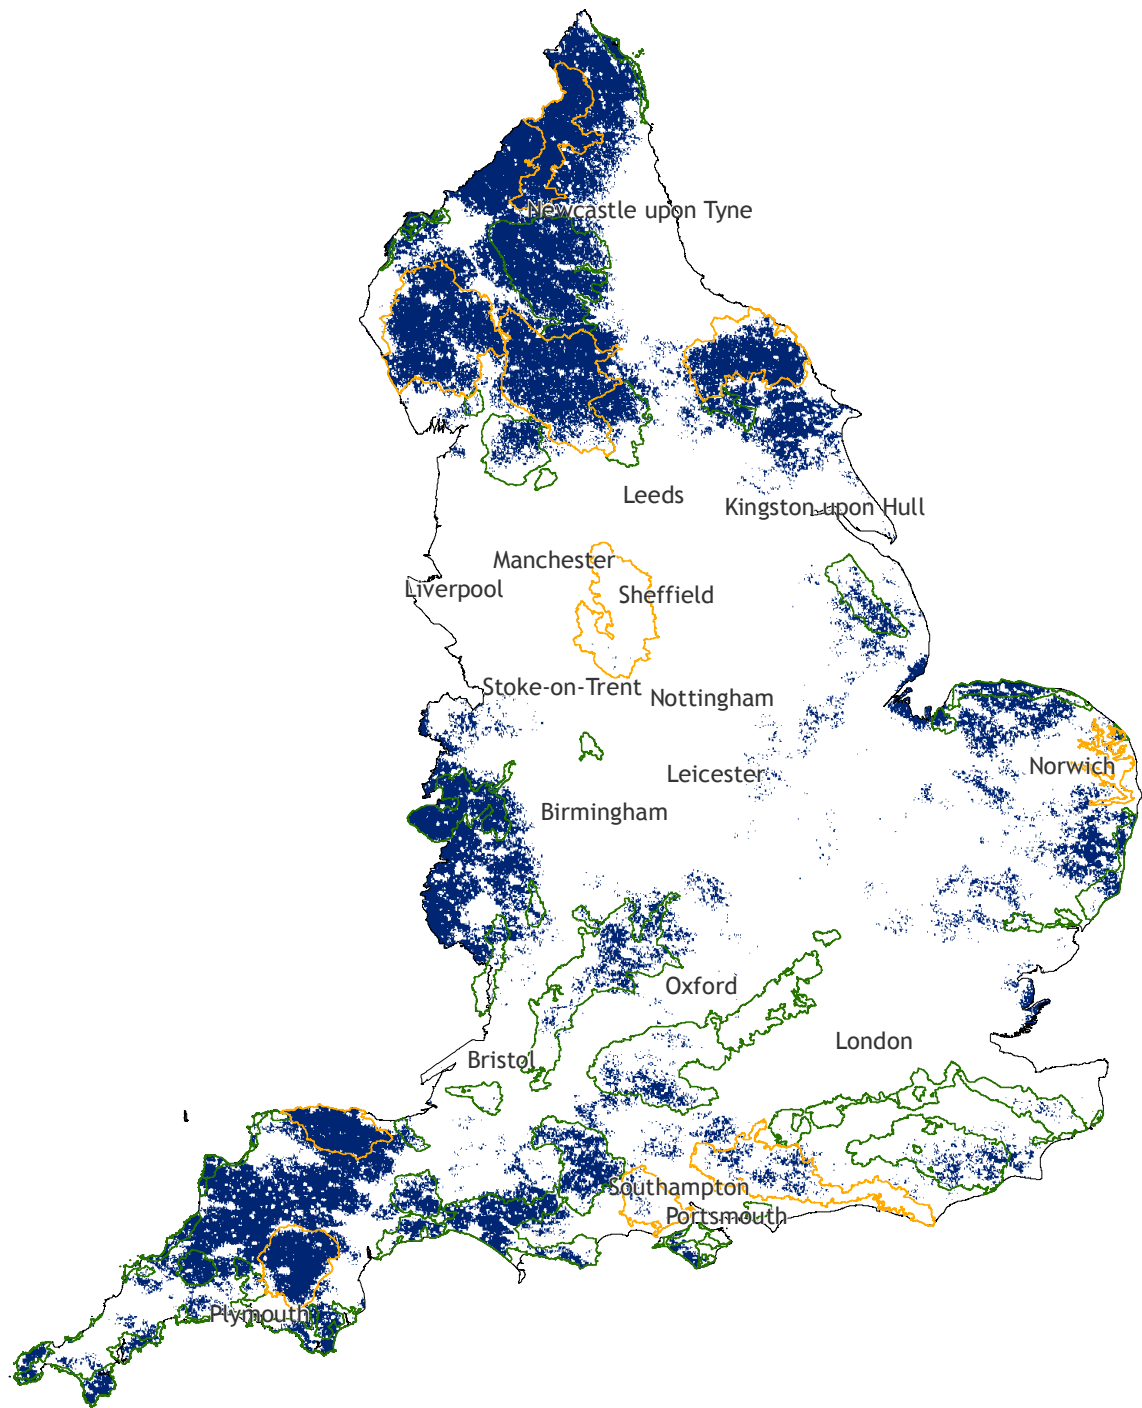 Newcastle upon Tyne
Leeds
Kingston upon Hull
Manchester
Liverpool
Sheffield
Stoke-on-Trent
Nottingham
Norwich
Leicester
Birmingham
Oxford
London
Bristol
Southampton
Portsmouth
Plymouth